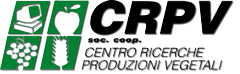 CRPV
soc. coop.
CENTRO RICERCHE
PRODUZIONI VEGETALI